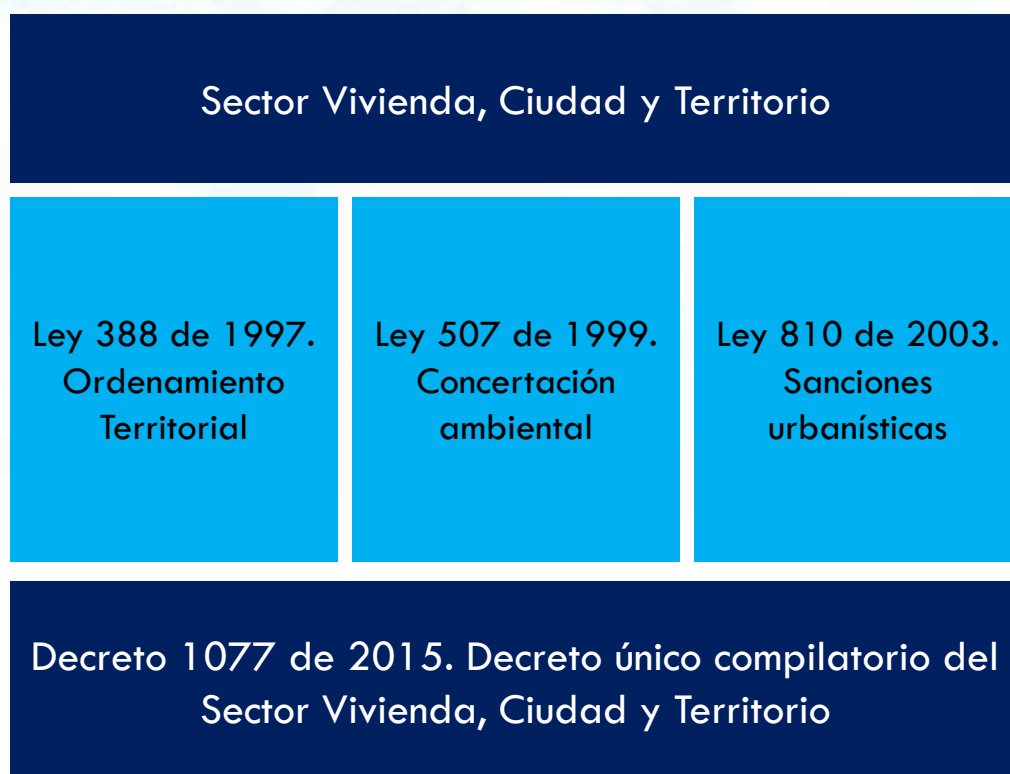 Sector Vivienda, Ciudad y Territorio
Ley 388 de 1997.
Ordenamiento
Territorial
Ley 507 de 1999.
Concertación
ambiental
Ley 810 de 2003.
Sanciones
urbanísticas
Decreto 1077 de 2015. Decreto único compilatorio del
Sector Vivienda, Ciudad y Territorio